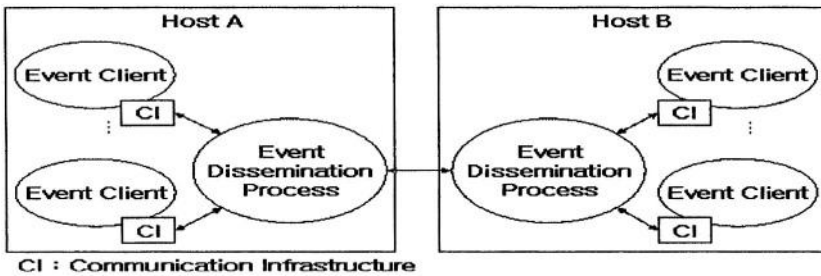 Host A
Event Client
CI
Event Client
CI
Event
Dissemination
Process
Host B
Event Client
CI
Event
Dissemination
Process
Event Client
CI
CI : Communication Infrastructure